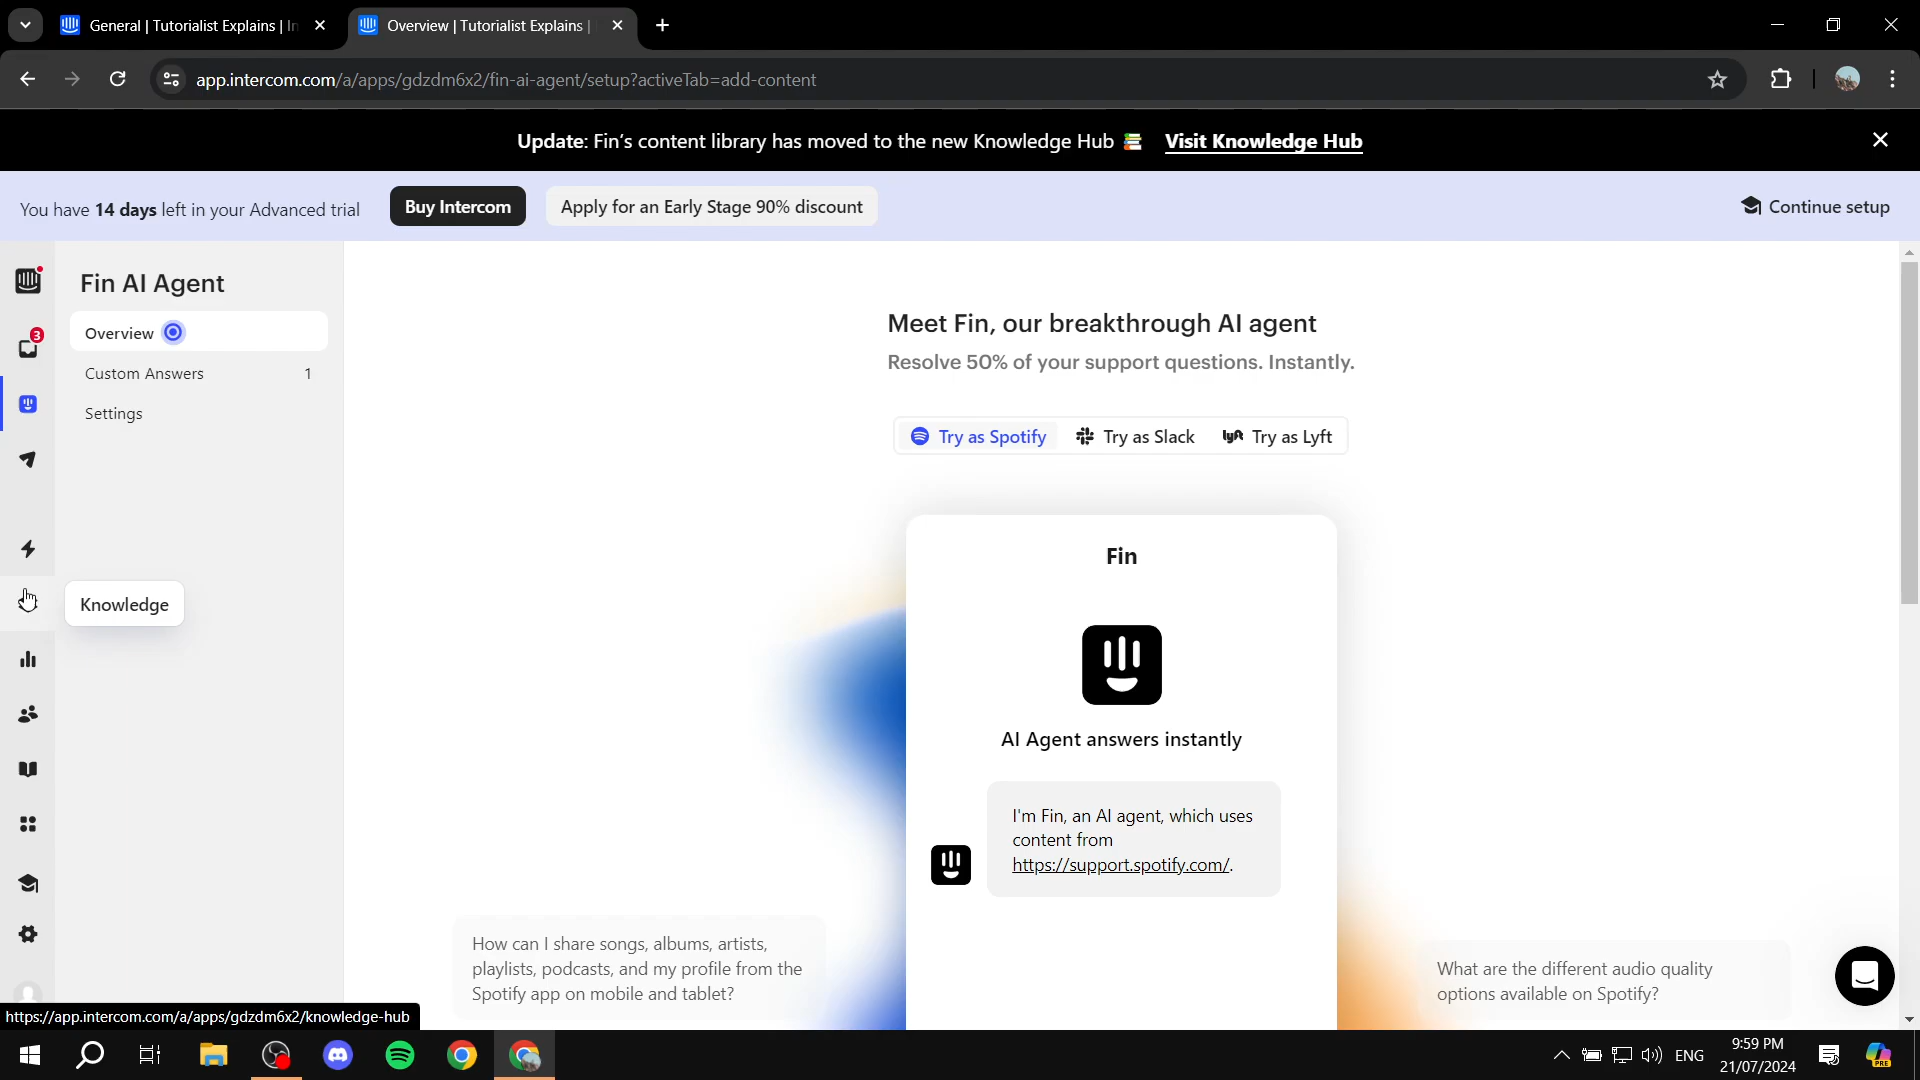 General | Tutorialist Explains | In
Overview | Tutorialist Explains |
app.intercom.com/a/apps/gdzdm6x2/fin-ai-agent/setup?activeTab=add-content
Update: Fin's content library has moved to the new Knowledge Hub Visit Knowledge Hub
You have 14 days left in your Advanced trial
Buy Intercom
Apply for an Early Stage 90% discount
Continue setup
3
Fin AI Agent
Overview
Custom Answers 1
Settings
Knowledge
Meet Fin, our breakthrough AI agent
Resolve 50% of your support questions. Instantly.
Try as Spotify
Try as Slack
lyft Try as Lyft
Fin
AI Agent answers instantly
I'm Fin, an AI agent, which uses
content from
https://support.spotify.com/.
How can I share songs, albums, artists,
playlists, podcasts, and my profile from the
Spotify app on mobile and tablet?
What are the different audio quality
options available on Spotify?
https://app.intercom.com/a/apps/gdzdm6x2/knowledge-hub
ENG
9:59 PM
21/07/2024
PRE